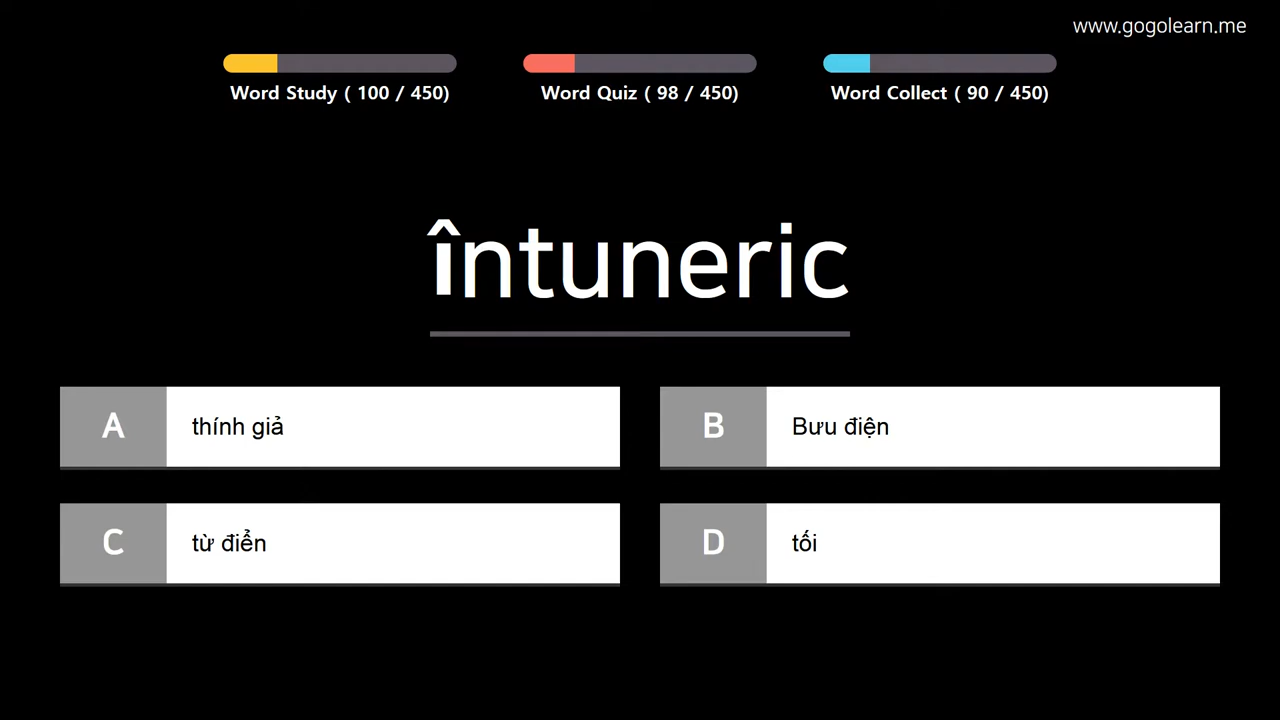 www.gogolearn.me
Word Study ( 100 / 450)
Word Quiz ( 98 / 450)
Word Collect ( 90 / 450)
întuneric
A thính giả
B Bưu điện
C từ điển
D tối